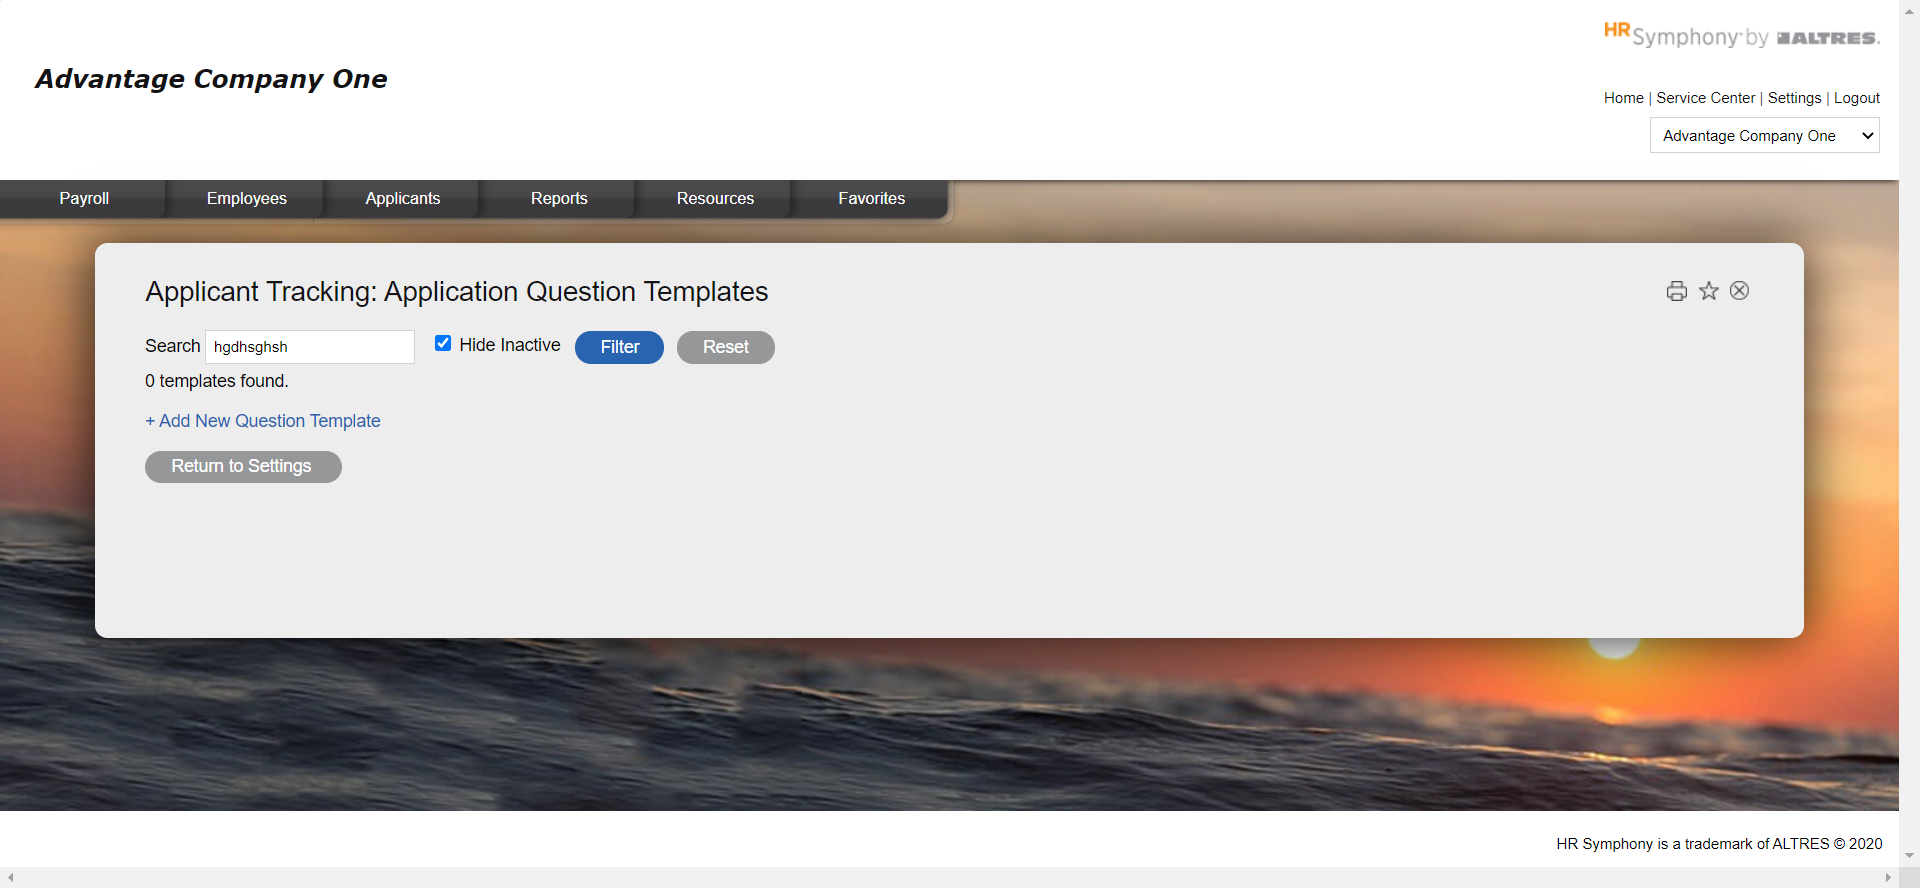 HR Symphony by ALTRES.
Advantage Company One
Home | Service Center | Settings | Logout
Advantage Company One
Payroll Employees Applicants Reports Resources Favorites
Applicant Tracking: Application Question Templates
Search hgdhsghsh Hide Inactive Filter Reset
0 templates found.
+ Add New Question Template
Return to Settings
HR Symphony is a trademark of ALTRES © 2020